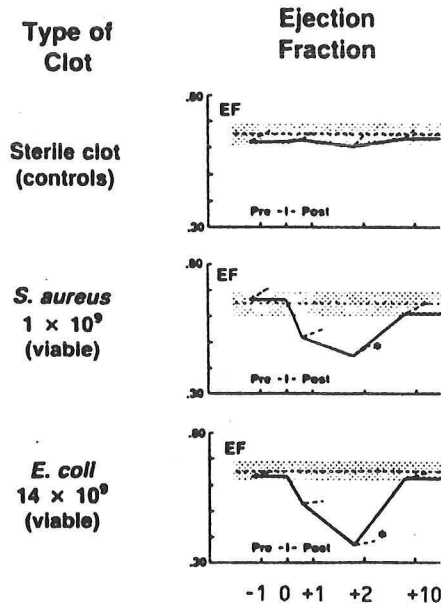 Type of
Clot
Ejection
Fraction
.80
EF
Sterile clot
(controls)
Pre -I- Post
.30
.80
EF
S. aureus
1 × 10⁹
(viable)
*
Pre -I- Post
.30
.80
EF
E. coli
14 × 10⁹
(viable)
*
Pre -I- Post
.30
-1 0 +1 +2 +10